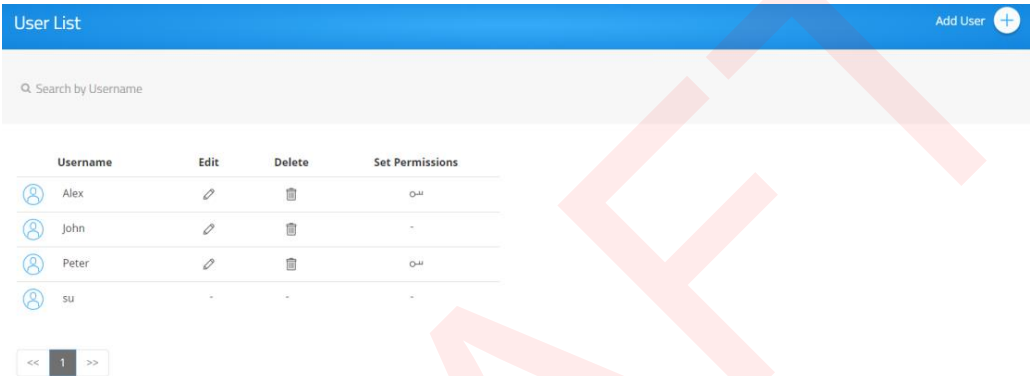 User List Add User
Search by Username
Username Edit Delete Set Permissions
Alex
John -
Peter
su - - -
<< 1 >>